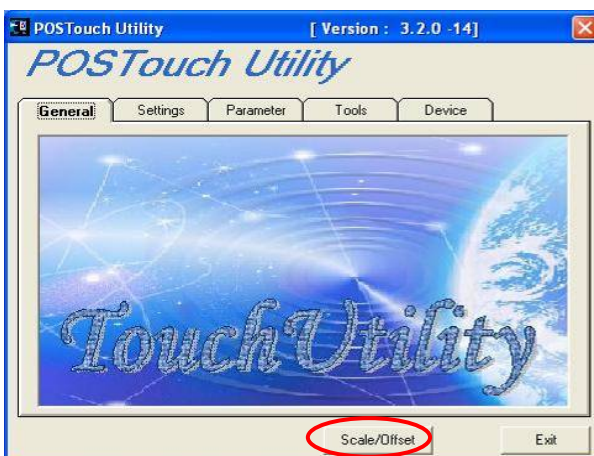 POSTouch Utility [ Version : 3.2.0 -14]
POSTouch Utility
General Settings Parameter Tools Device
TouchUtility
Scale/Offset Exit